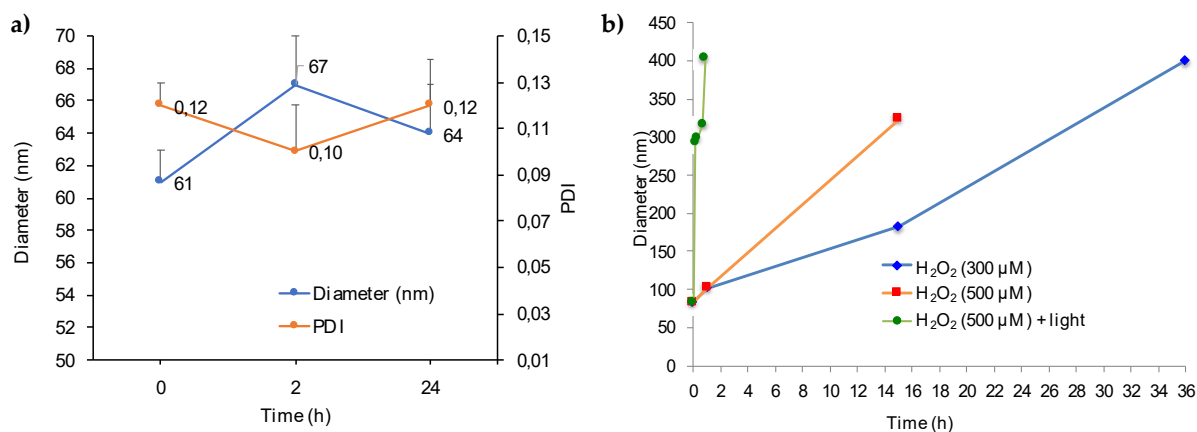 a)
70
68
66
64
62
60
58
56
54
52
50
Diameter (nm)
0,15
0,13
0,11
0,09
0,07
0,05
0,03
0,01
PDI
67
0,12
0,12
64
0,10
61
Diameter (nm)
PDI
0
2
24
Time (h)
b)
450
400
350
300
250
200
150
100
50
0
Diameter (nm)
H₂O₂ (300 µM)
H₂O₂ (500 µM)
H₂O₂ (500 µM) + light
0 2 4 6 8 10 12 14 16 18 20 22 24 26 28 30 32 34 36
Time (h)